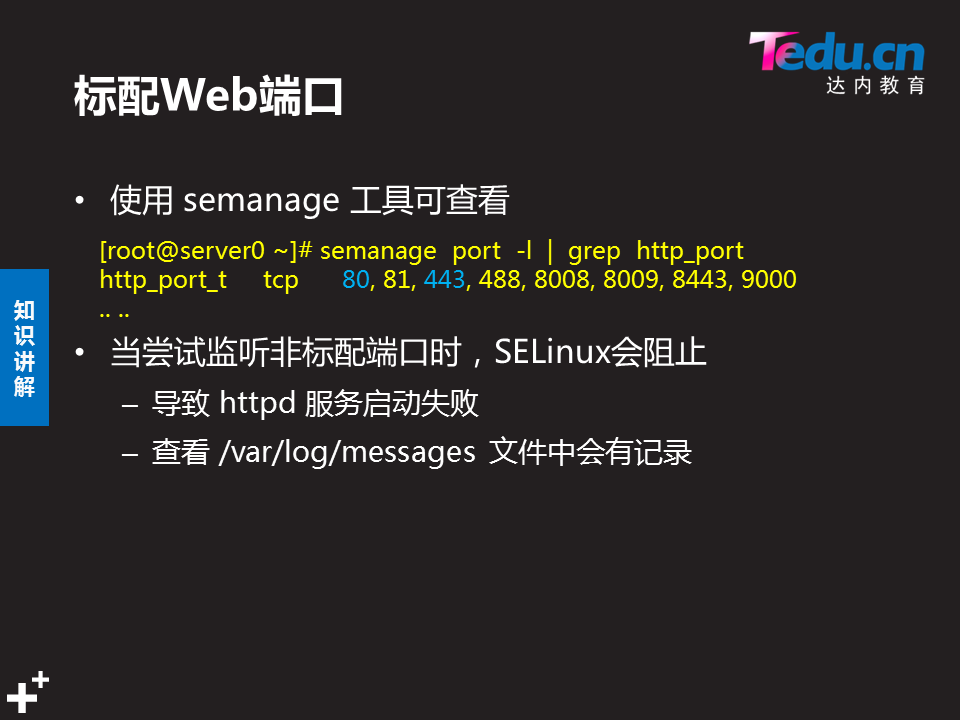 Tedu.cn
达内教育
标配Web端口
• 使用 semanage 工具可查看
[root@server0 ~]# semanage port -l | grep http_port
http_port_t tcp 80, 81, 443, 488, 8008, 8009, 8443, 9000
.. ..
• 当尝试监听非标配端口时，SELinux会阻止
– 导致 httpd 服务启动失败
– 查看 /var/log/messages 文件中会有记录
知
识
讲
解